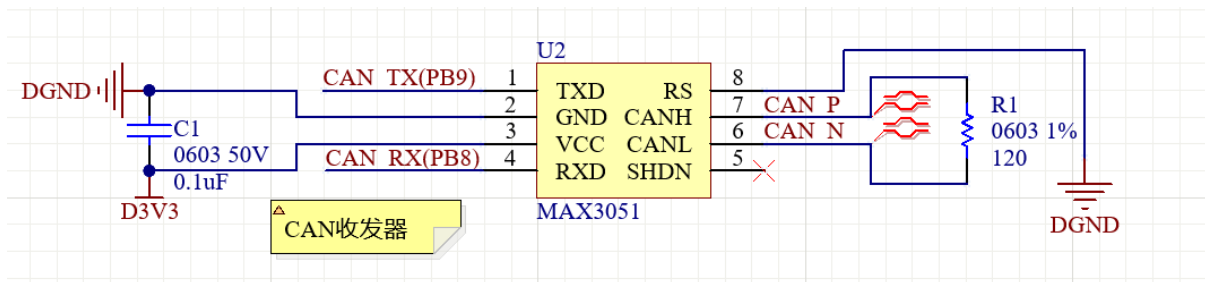 U2
DGND
CAN_TX(PB9)
1
TXD
RS
8
2
GND
CANH
7
CAN_P
3
VCC
CANL
6
CAN_N
CAN_RX(PB8)
4
RXD
SHDN
5
C1
0603 50V
0.1uF
D3V3
R1
0603 1%
120
MAX3051
CAN收发器
DGND